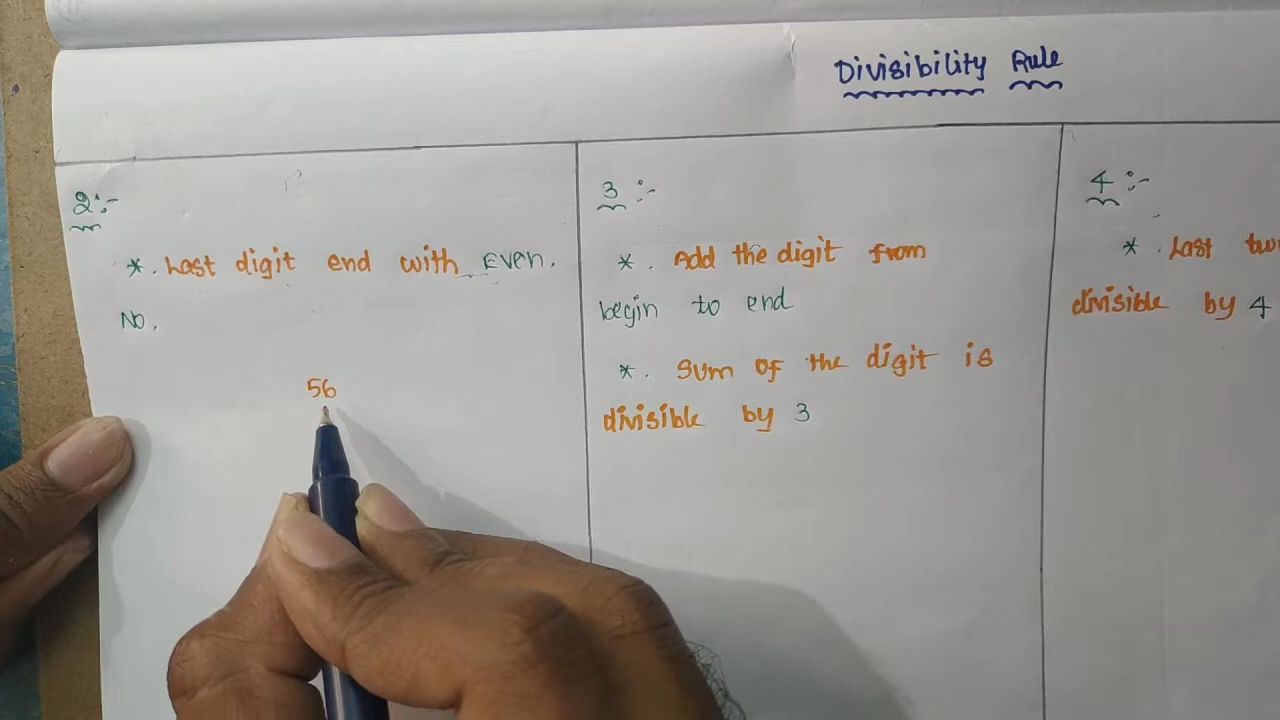 Divisibility Rule
2:-
*. Last digit end with Even.
No.
56
3:-
*. Add the digit from
begin to end
*. Sum of the digit is
divisible by 3
4:-
*. Last two
divisible by 4